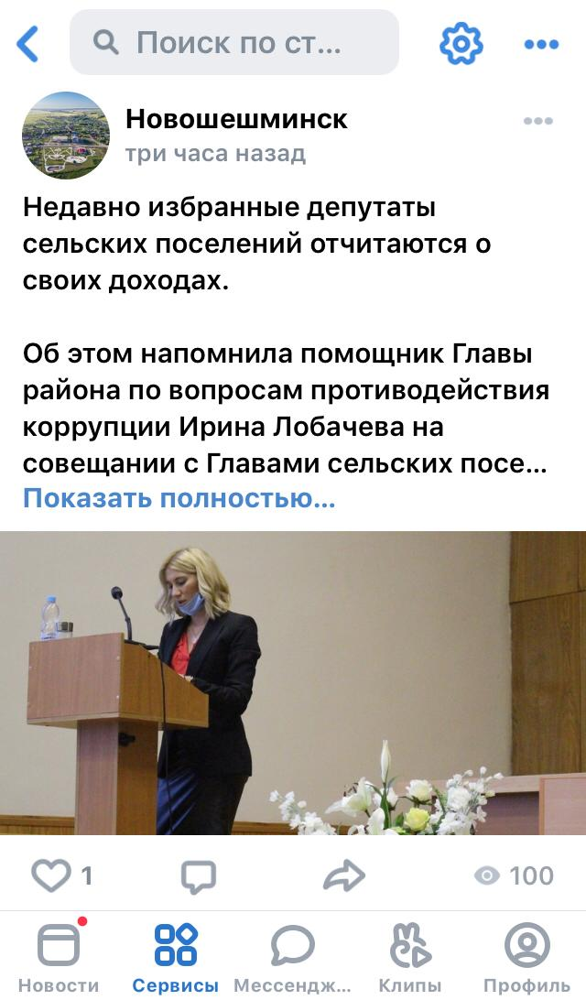 Поиск по ст...
Новошешминск
три часа назад
Недавно избранные депутаты
сельских поселений отчитаются о
своих доходах.
Об этом напомнила помощник Главы
района по вопросам противодействия
коррупции Ирина Лобачева на
совещании с Главами сельских посе...
Показать полностью...
1
100
Новости
Сервисы
Мессендж...
Клипы
Профиль